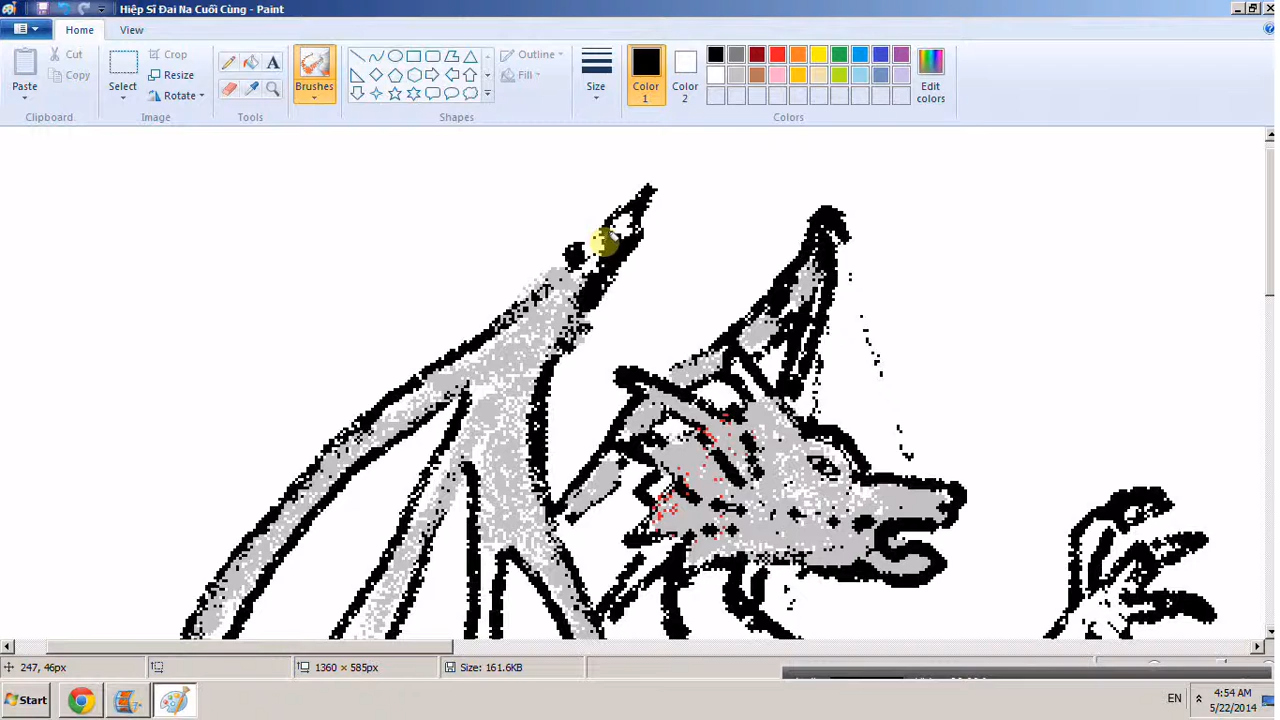 Hiệp Sĩ Đai Na Cuối Cùng - Paint
Home View
Paste
Cut
Copy
Clipboard
Select
Crop
Resize
Rotate
Image
A
Tools
Brushes
Outline
Fill
Shapes
Size
Color 1
Color 2
Edit colors
Colors
247, 46px
1360 × 585px
Size: 161.6KB
Start
EN
4:54 AM
5/22/2014